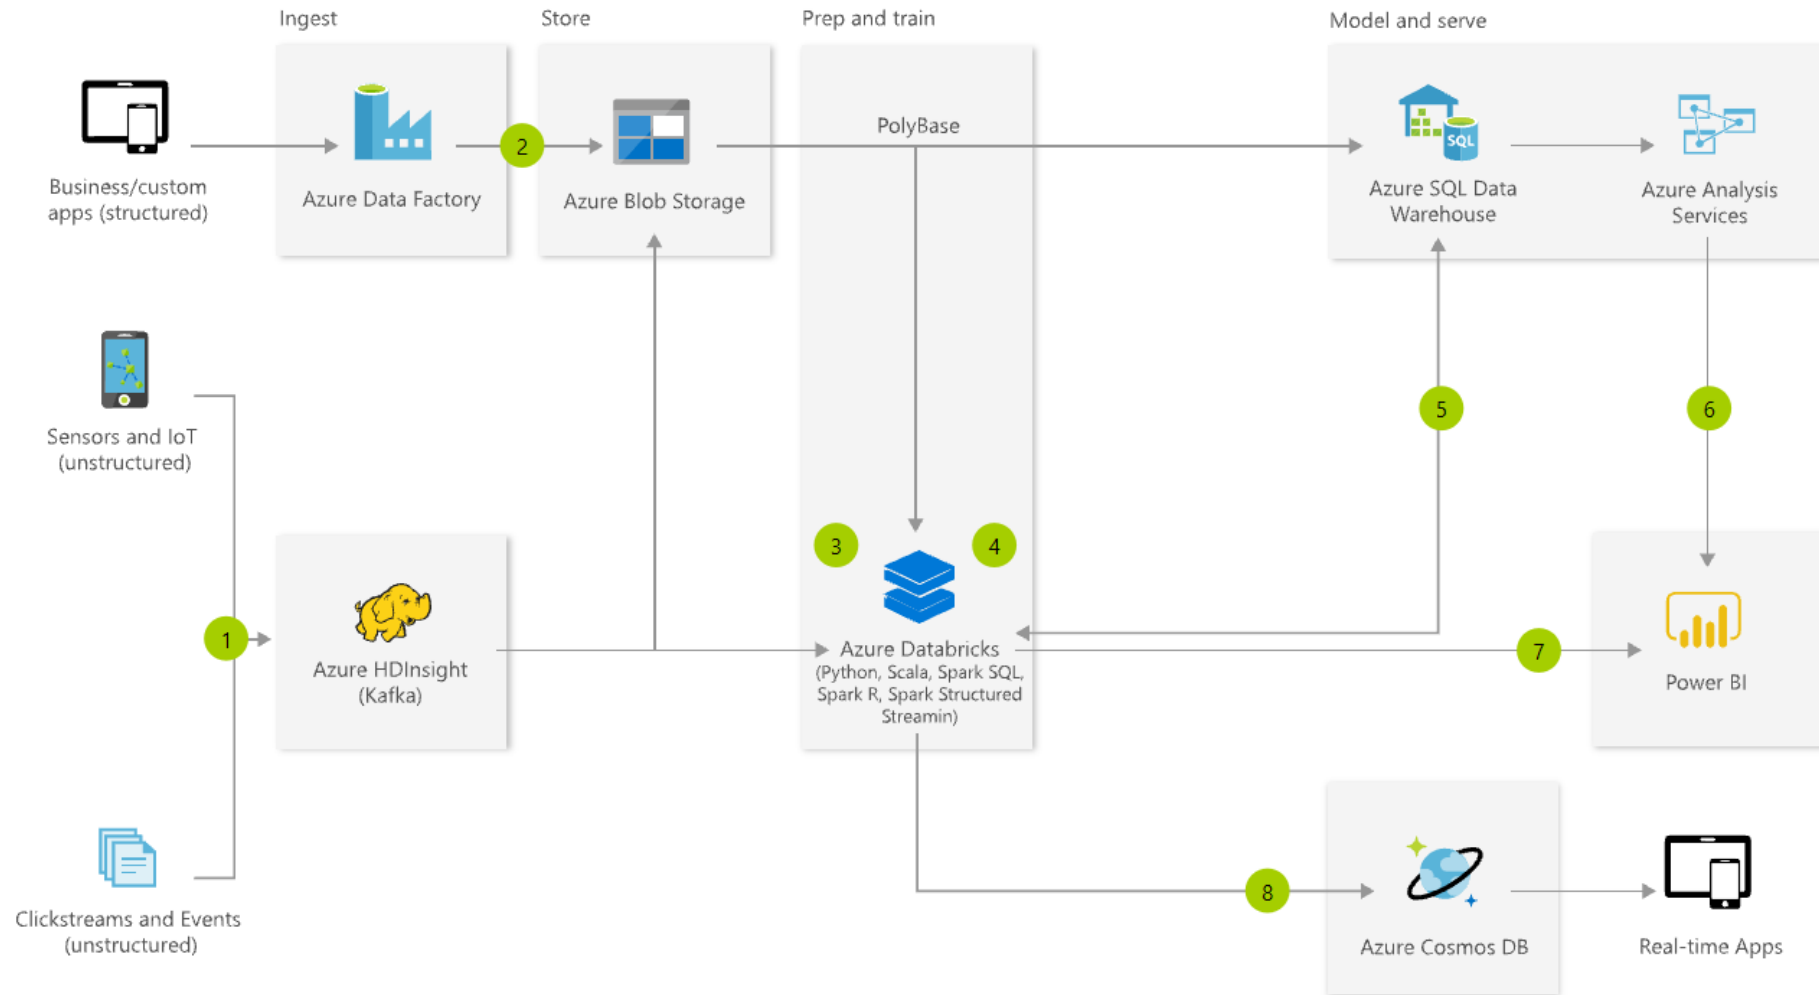 Ingest
Store
Prep and train
Model and serve
Business/custom
apps (structured)
Azure Data Factory
2
Azure Blob Storage
PolyBase
SQL
Azure SQL Data
Warehouse
Azure Analysis
Services
Sensors and IoT
(unstructured)
5
6
3
4
1
Azure HDInsight
(Kafka)
Azure Databricks
(Python, Scala, Spark SQL,
Spark R, Spark Structured
Streamin)
7
Power BI
Clickstreams and Events
(unstructured)
8
Azure Cosmos DB
Real-time Apps